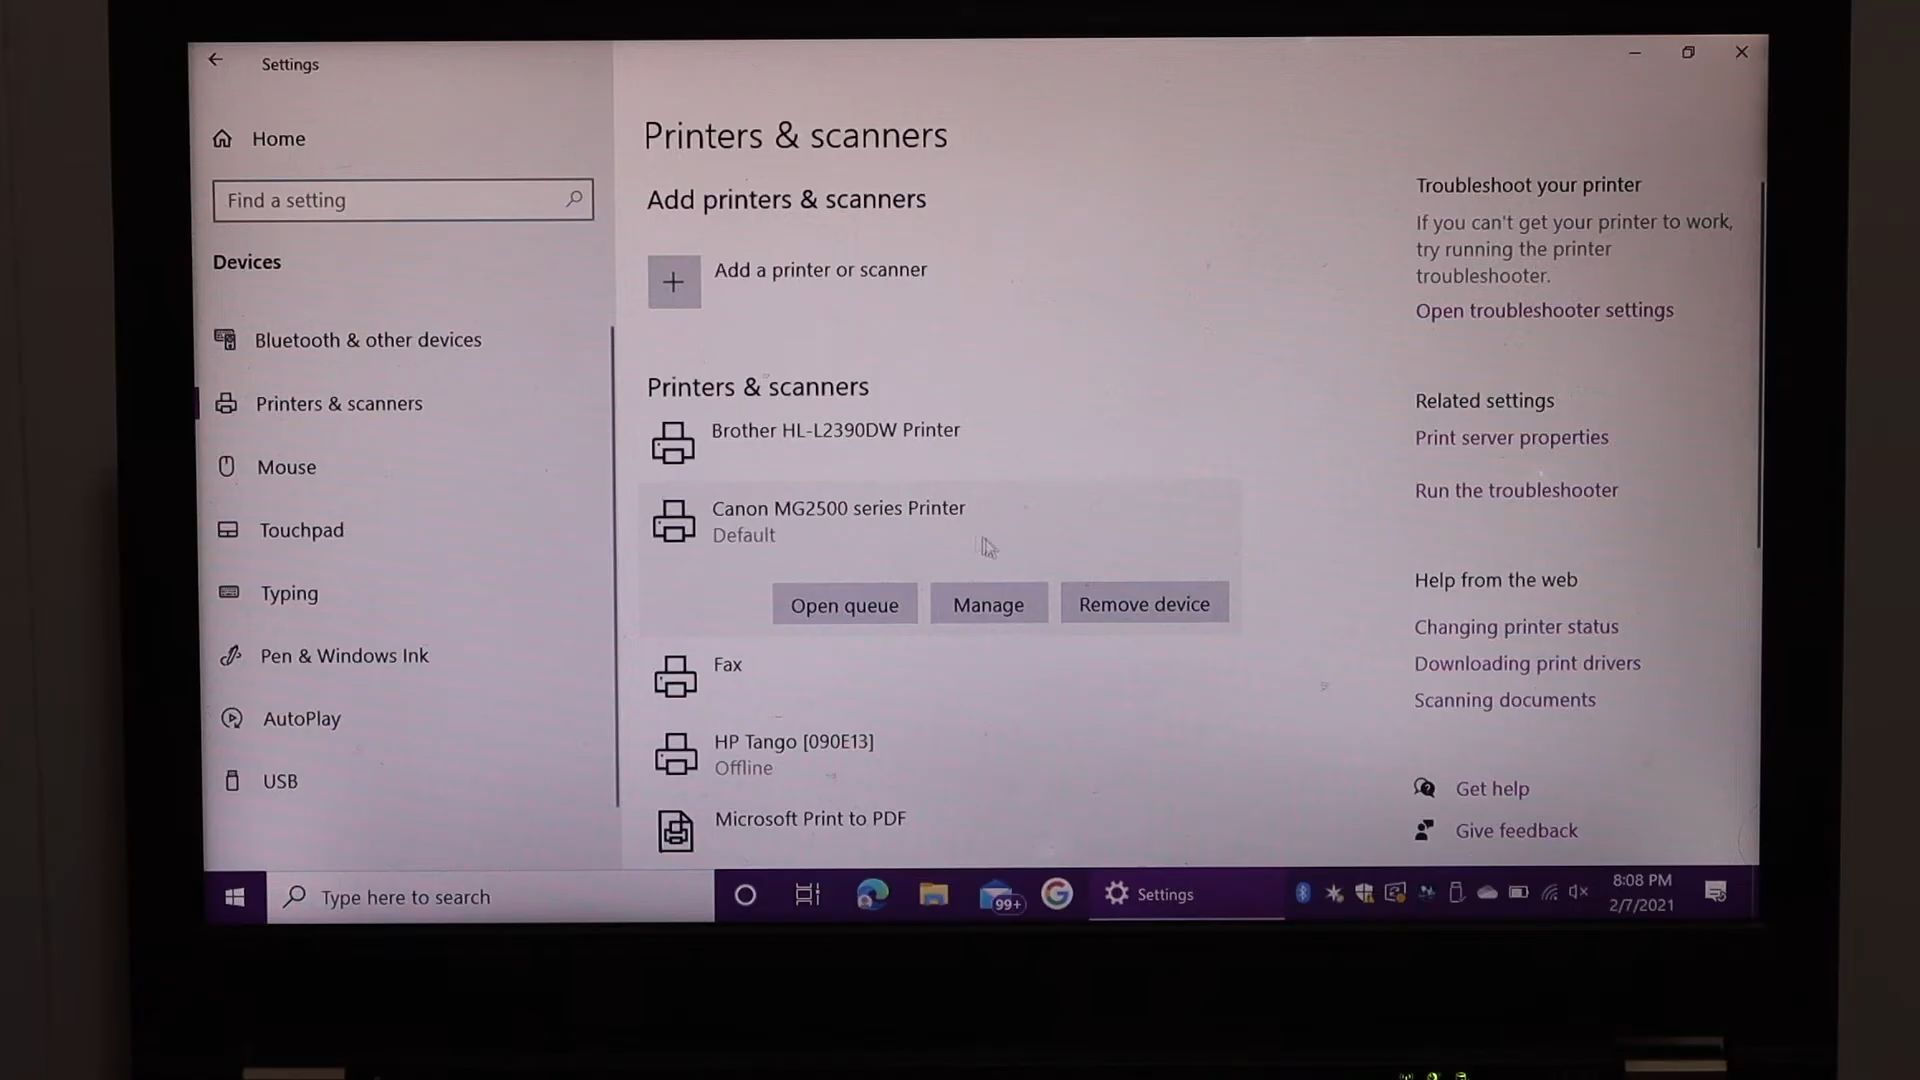 Settings
Home
Find a setting
Devices
Bluetooth & other devices
Printers & scanners
Mouse
Touchpad
Typing
Pen & Windows Ink
AutoPlay
USB
Printers & scanners
Add printers & scanners
Add a printer or scanner
Printers & scanners
Brother HL-L2390DW Printer
Canon MG2500 series Printer
Default
Open queue
Manage
Remove device
Fax
HP Tango [090E13]
Offline
Microsoft Print to PDF
Troubleshoot your printer
If you can't get your printer to work,
try running the printer
troubleshooter.
Open troubleshooter settings
Related settings
Print server properties
Run the troubleshooter
Help from the web
Changing printer status
Downloading print drivers
Scanning documents
Get help
Give feedback
Type here to search
99+
Settings
8:08 PM
2/7/2021